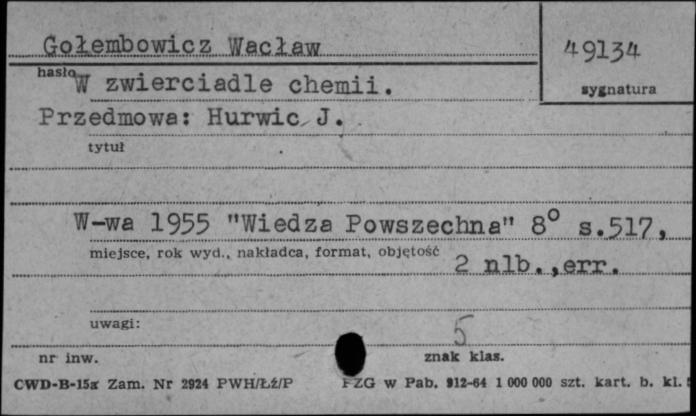 Gołembowicz Wacław
49134
hasło
W zwierciadle chemii.
sygnatura
Przedmowa: Hurwic J.
tytuł
W-wa 1955 "Wiedza Powszechna" 8° s.517,
miejsce, rok wyd., nakładca, format, objętość
2 nlb.,err.
uwagi:
5
nr inw.
znak klas.
CWD-B-15a Zam. Nr 2924 PWH/Łź/P
PZG w Pab. 912-64 1 000 000 szt. kart. b. kl.